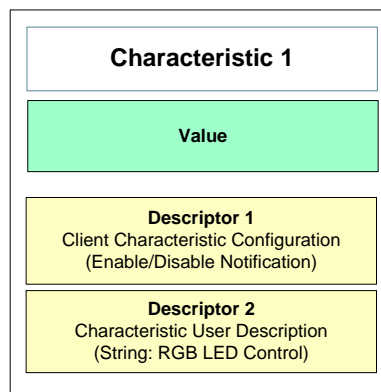 Characteristic 1
Value
Descriptor 1
Client Characteristic Configuration
(Enable/Disable Notification)
Descriptor 2
Characteristic User Description
(String: RGB LED Control)